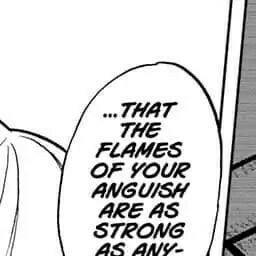 ...THAT
THE
FLAMES
OF YOUR
ANGUISH
ARE AS
STRONG
AS ANY-